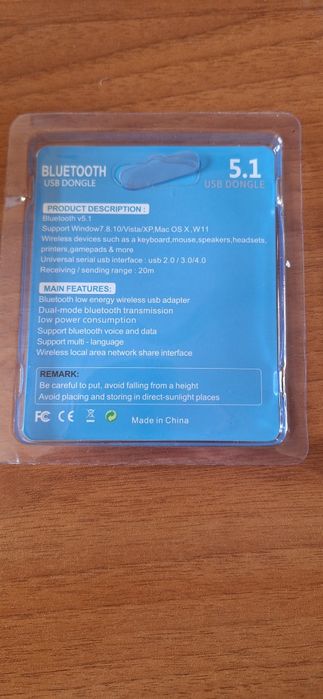 BLUETOOTH
USB DONGLE
5.1
USB DONGLE
PRODUCT DESCRIPTION :
Bluetooth v5.1
Support Window7.8.10/Vista/XP,Mac OS X ,W11
Wireless devices such as a keyboard,mouse,speakers,headsets,
printers,gamepads & more
Universal serial usb interface : usb 2.0 / 3.0/4.0
Receiving / sending range : 20m
MAIN FEATURES:
Bluetooth low energy wireless usb adapter
Dual-mode bluetooth transmission
low power consumption
Support bluetooth voice and data
Support multi - language
Wireless local area network share interface
REMARK:
Be careful to put, avoid falling from a height
Avoid placing and storing in direct-sunlight places
FC CE Made in China